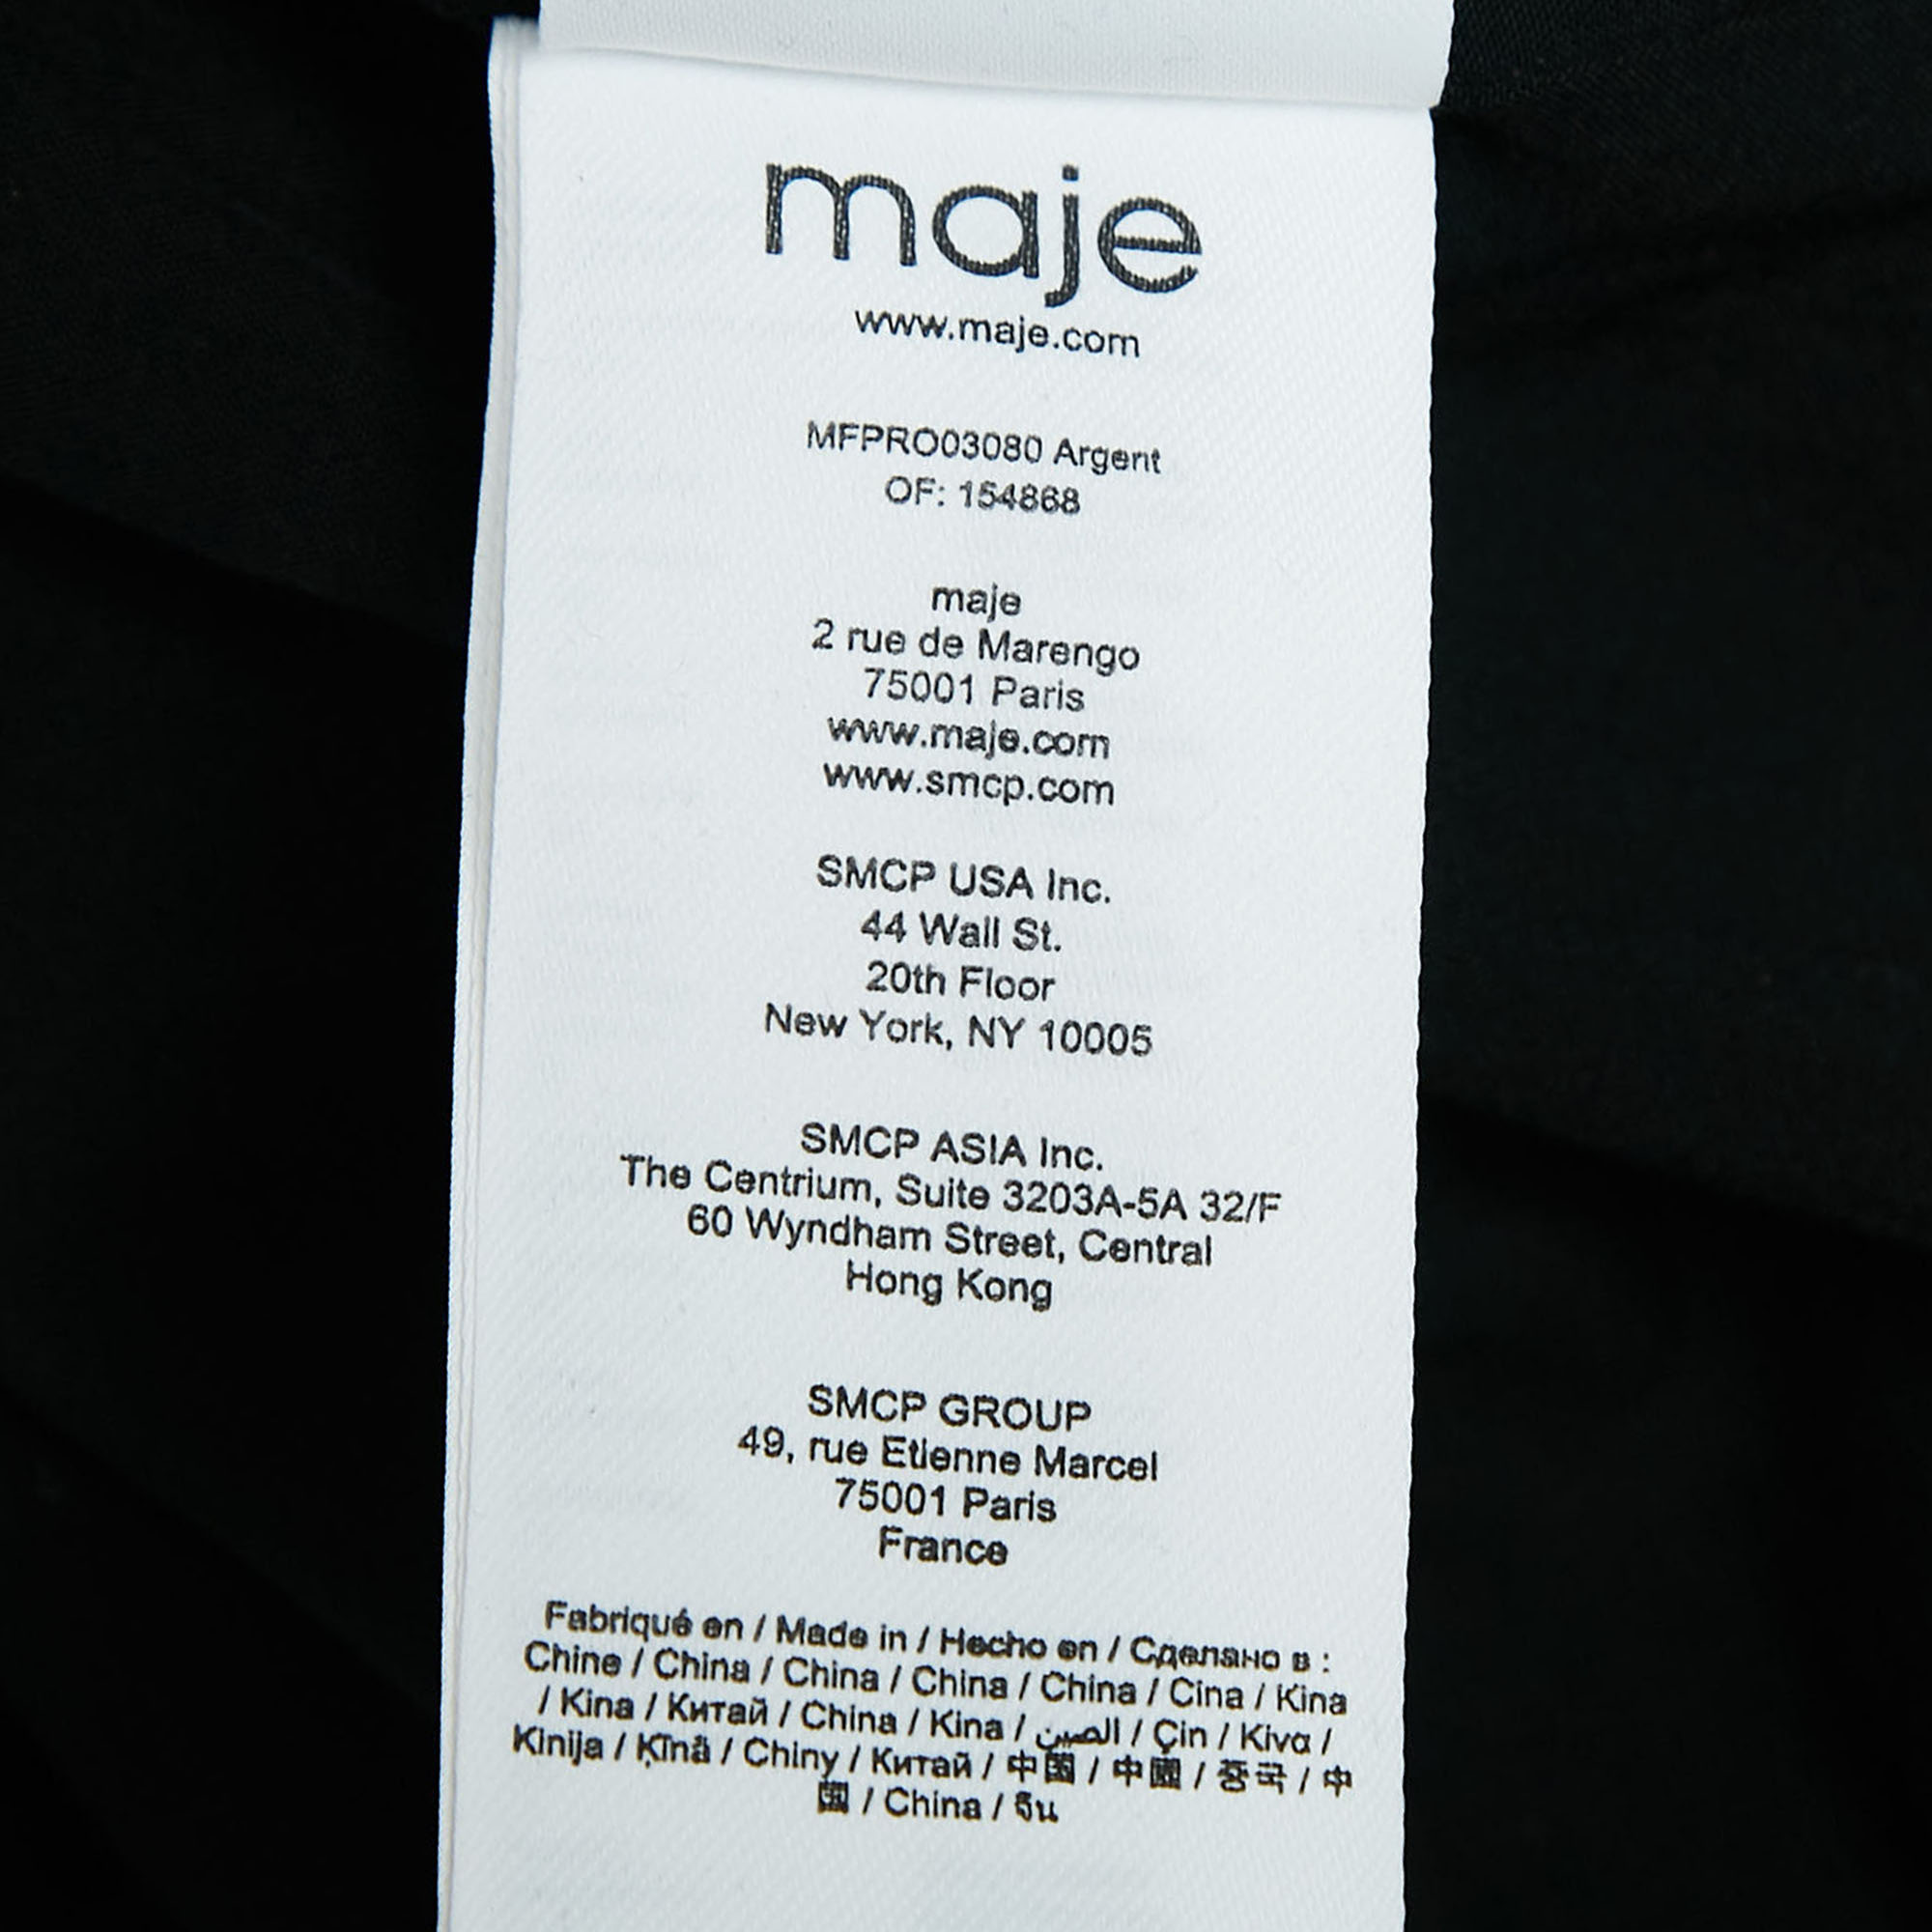 maje
www.maje.com
MFPRO03080 Argent
OF: 154868
maje
2 rue de Marengo
75001 Paris
www.maje.com
www.smcp.com
SMCP USA Inc.
44 Wall St.
20th Floor
New York, NY 10005
SMCP ASIA Inc.
The Centrium, Suite 3203A-5A 32/F
60 Wyndham Street, Central
Hong Kong
SMCP GROUP
49, rue Etienne Marcel
75001 Paris
France
Fabriqué en / Made in / Hecho en / Сделано в :
Chine / China / China / China / China / Cina / Kina
/ Kina / Китай / China / Kina / الصين / Çin / Kiva /
Kinija / Ķīnā / Chiny / Китай / 中国 / 中國 / 중국 / 中
国 / China / จีน